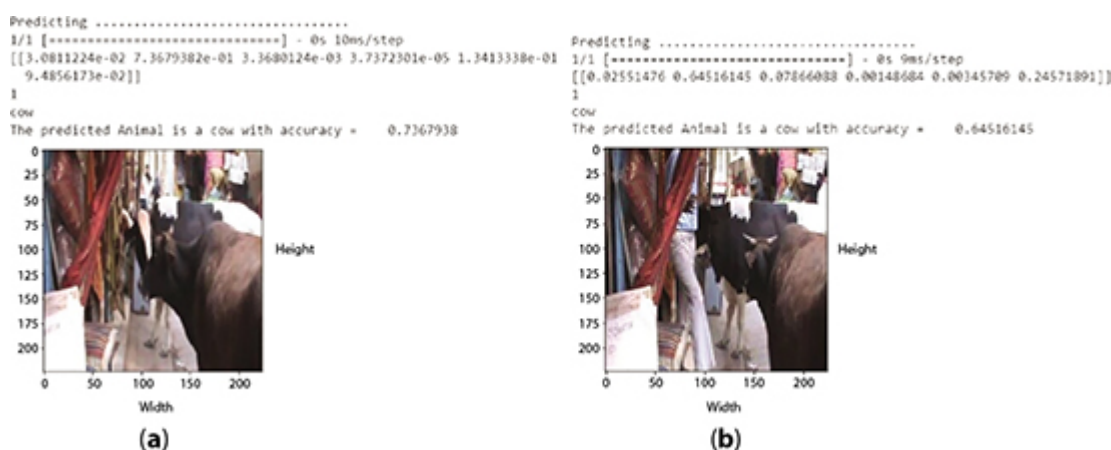 Predicting ..................................
1/1 [==============================] - 0s 10ms/step
[[3.0811224e-02 7.3679382e-01 3.3680124e-03 3.7372301e-05 1.3413338e-01
9.4856173e-02]]
1
cow
The predicted Animal is a cow with accuracy = 0.7367938
0
25
50
75
100
125
150
175
200
Height
0 50 100 150 200
Width
(a)
Predicting ..................................
1/1 [==============================] - 0s 9ms/step
[[0.02551476 0.64516145 0.07866088 0.00148684 0.00345709 0.24571891]]
1
cow
The predicted Animal is a cow with accuracy = 0.64516145
0
25
50
75
100
125
150
175
200
Height
0 50 100 150 200
Width
(b)